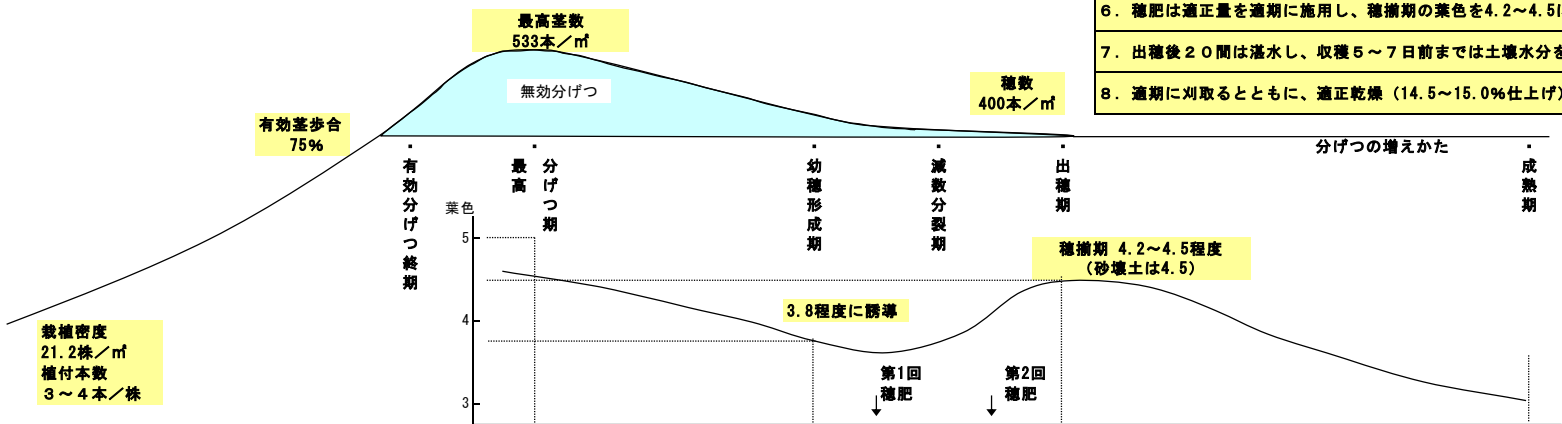 6. 穂肥は適正量を適期に施用し、穂揃期の葉色を4.2～4.5
7. 出穂後２０間は湛水し、収穫５～７日前までは土壌水分を
8. 適期に刈取るとともに、適正乾燥（14.5～15.0%仕上げ）
最高茎数
533本／㎡
無効分げつ
穂数
400本／㎡
有効茎歩合
75%
分げつの増えかた
有効分げつ終期
最高
分げつ期
幼穂形成期
減数分裂期
出穂期
成熟期
葉色
5
穂揃期 4.2～4.5程度
（砂壌土は4.5）
3.8程度に誘導
4
栽植密度
21.2株／㎡
植付本数
３～４本／株
第1回
穂肥
第2回
穂肥
3